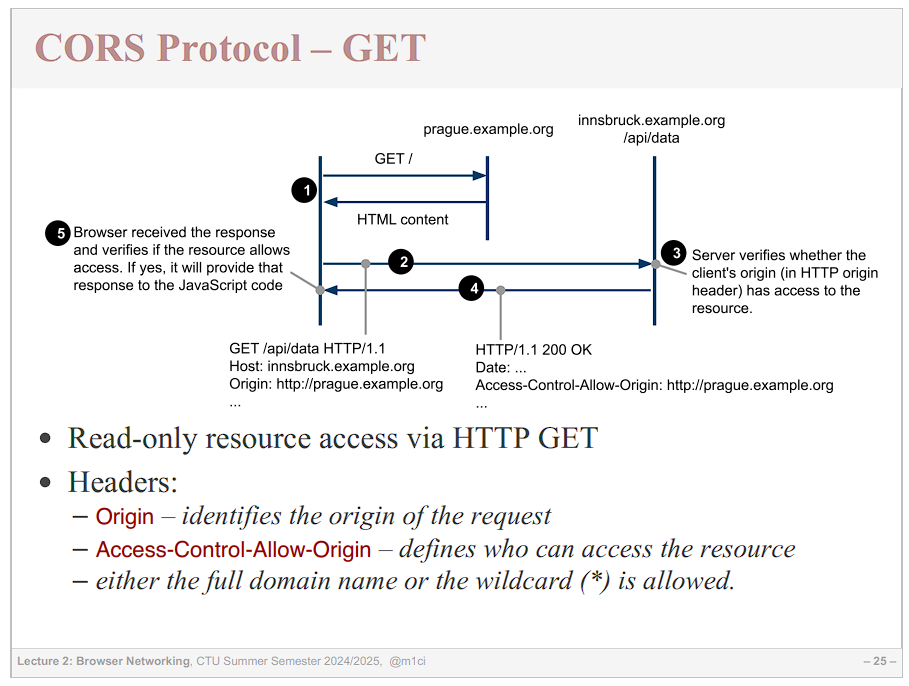 CORS Protocol – GET
prague.example.org
innsbruck.example.org
/api/data
GET /
1
HTML content
5 Browser received the response
and verifies if the resource allows
access. If yes, it will provide that
response to the JavaScript code
2
3 Server verifies whether the
client's origin (in HTTP origin
header) has access to the
resource.
4
GET /api/data HTTP/1.1
Host: innsbruck.example.org
Origin: http://prague.example.org
...
HTTP/1.1 200 OK
Date: ...
Access-Control-Allow-Origin: http://prague.example.org
...
• Read-only resource access via HTTP GET
• Headers:
– Origin – identifies the origin of the request
– Access-Control-Allow-Origin – defines who can access the resource
– either the full domain name or the wildcard (*) is allowed.
Lecture 2: Browser Networking, CTU Summer Semester 2024/2025, @m1ci
– 25 –